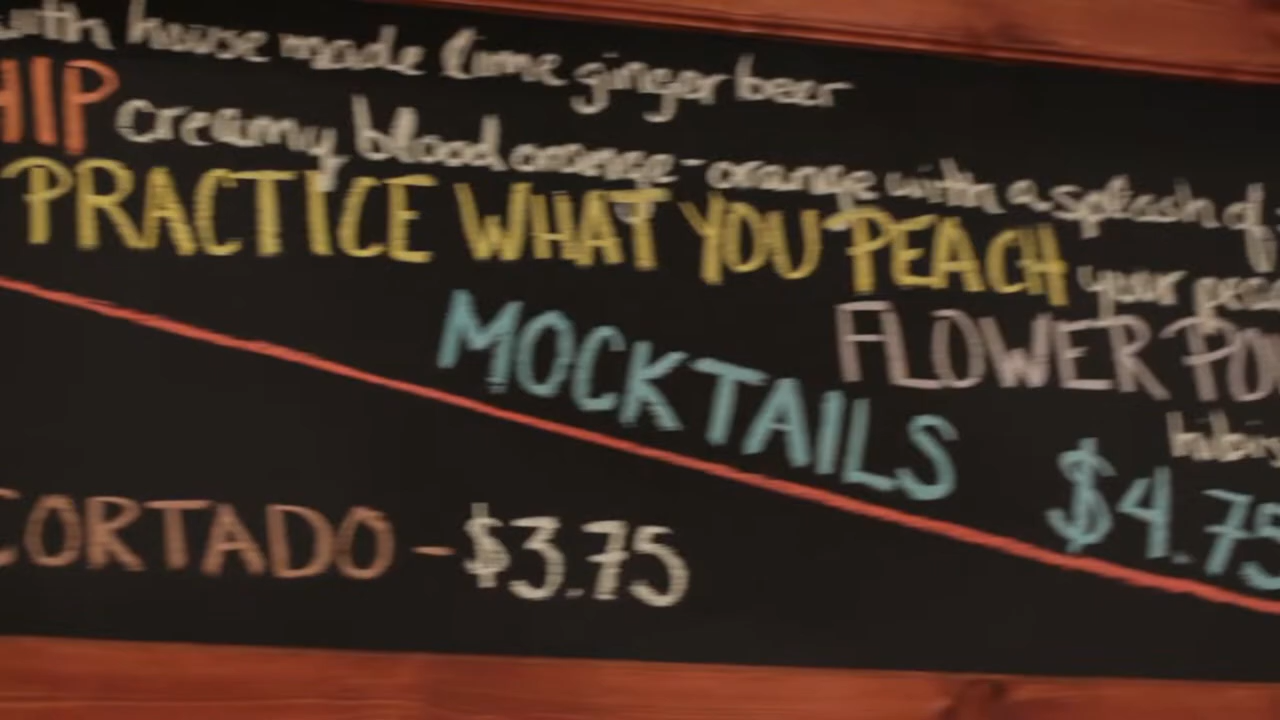 with house made lime ginger beer
HIP creamy blood orange-orange with a splash of
PRACTICE WHAT YOU PEACH your
FLOWER
MOCKTAILS $4.75
CORTADO - $3.75